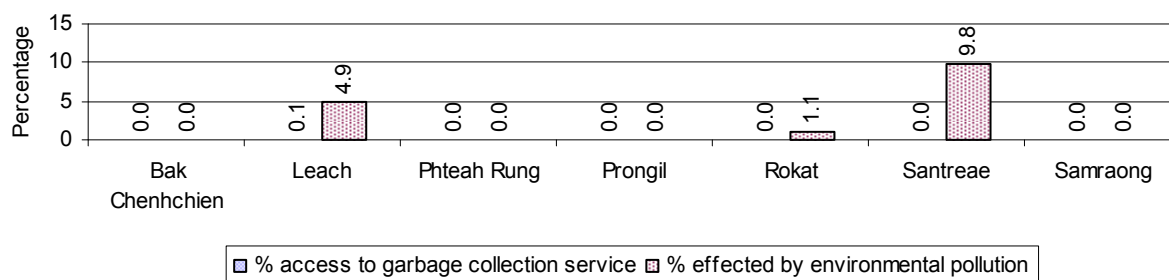 15
10
5
0
Percentage
0.0 0.0 0.1 4.9 0.0 0.0 0.0 0.0 0.0 1.1 0.0 9.8 0.0 0.0
Bak Chenhchien Leach Phteah Rung Prongil Rokat Santreae Samraong
% access to garbage collection service % effected by environmental pollution